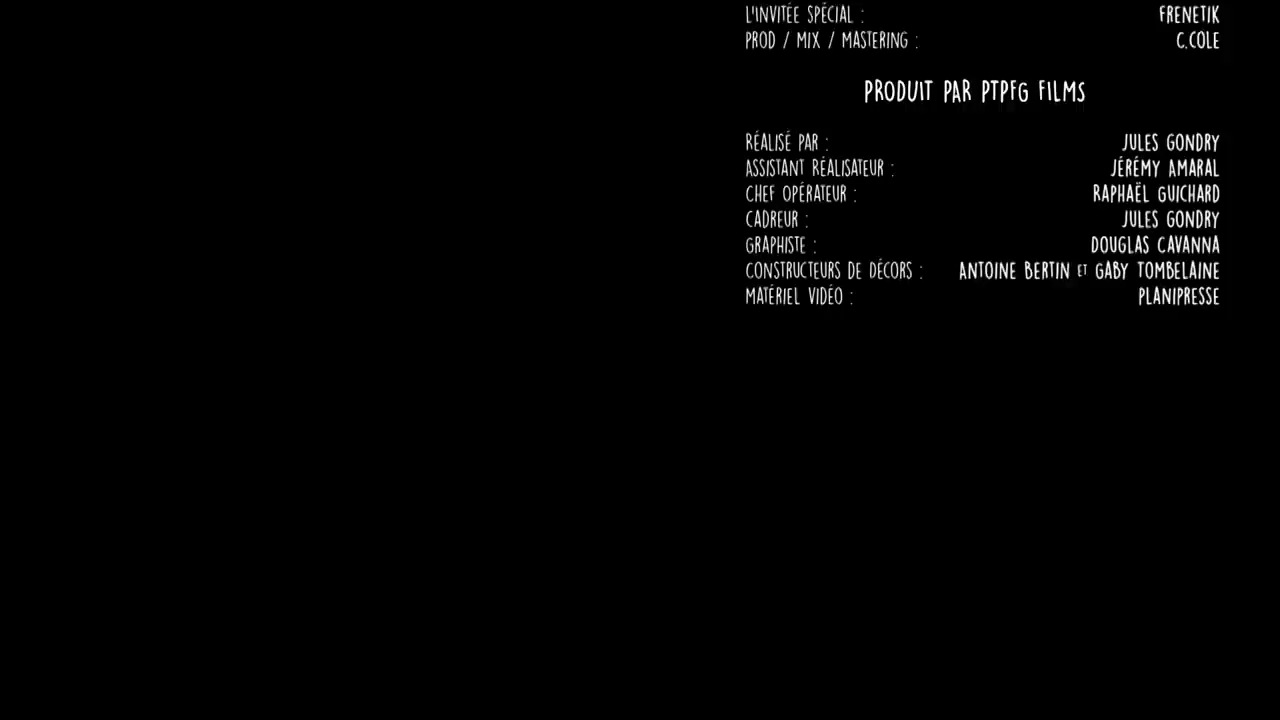 L'INVITÉE SPÉCIAL : FRENETIK
PROD / MIX / MASTERING : C.COLE
PRODUIT PAR PTPFG FILMS
RÉALISÉ PAR : JULES GONDRY
ASSISTANT RÉALISATEUR : JÉRÉMY AMARAL
CHEF OPÉRATEUR : RAPHAËL GUICHARD
CADREUR : JULES GONDRY
GRAPHISTE : DOUGLAS CAVANNA
CONSTRUCTEURS DE DÉCORS : ANTOINE BERTIN ET GABY TOMBELAINE
MATÉRIEL VIDÉO : PLANIPRESSE